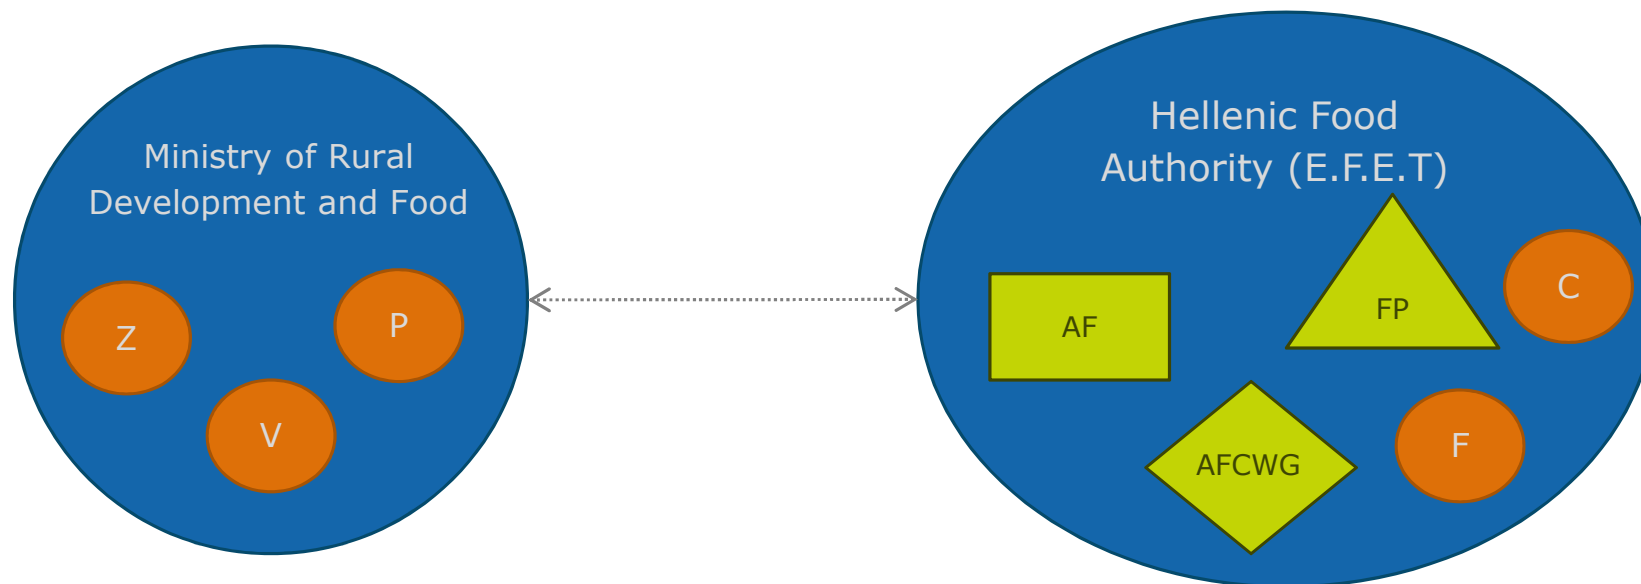 Ministry of Rural
Development and Food
Z
P
V
Hellenic Food
Authority (E.F.E.T)
AF
FP
C
AFCWG
F